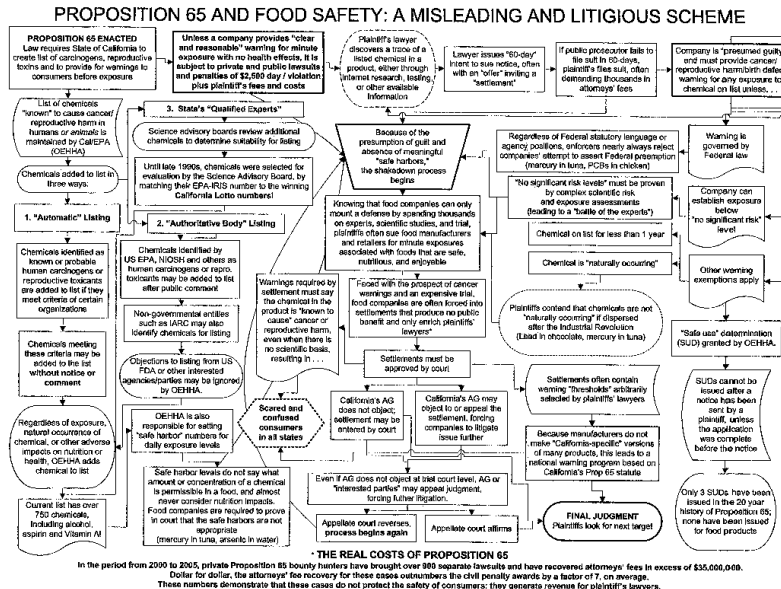 PROPOSITION 65 AND FOOD SAFETY: A MISLEADING AND LITIGIOUS SCHEME
PROPOSITION 65 ENACTED
Law requires State of California to
create list of carcinogens, reproductive
toxins and to provide for warnings to
consumers before exposure
Unless a company provides "clear
and reasonable" warning for minute
exposure with no health effects, it is
subject to private and public lawsuits
and penalties of $2,500 day / violation
plus plaintiff's fees and costs
Plaintiff's lawyer
discovers a trace of a
listed chemical in a
product, either through
Internet research, testing
or other available
information
Lawyer issues "60-day"
intent to sue notice, often
with an "offer" inviting a
"settlement"
If public prosecutor fails to
file suit in 60-days,
plaintiff's files suit, often
demanding thousands in
attorneys' fees
Company is "presumed guilty"
and must provide cancer/
reproductive harm/birth defect
warning for any exposure to
chemical on list unless, . . .
List of chemicals
"known" to cause cancer/
reproductive harm in
humans or animals is
maintained by Cal/EPA
(OEHHA)
Chemicals added to list in
three ways:
1. "Automatic" Listing
Chemicals identified as
known or probable
human carcinogens or
reproductive toxicants
are added to list if they
meet criteria of certain
organizations
Chemicals meeting
these criteria may be
added to the list
without notice or
comment
Regardless of exposure,
natural occurrence of
chemical, or other adverse
impacts on nutrition or
health, OEHHA adds
chemical to list
Current list has over
750 chemicals,
including alcohol,
aspirin and Vitamin A!
3. State's "Qualified Experts"
Science advisory boards review additional
chemicals to determine suitability for listing
Until late 1990s, chemicals were selected for
evaluation by the Science Advisory Board, by
matching their EPA-IRIS number to the winning
California Lotto numbers!
2. "Authoritative Body" Listing
Chemicals identified by
US EPA, NIOSH and others as
human carcinogens or repro.
toxicants may be added to list
after public comment
Non-governmental entities
such as IARC may also
identify chemicals for listing
Objections to listing from US
FDA or other interested
agencies/parties may be ignored
by OEHHA.
OEHHA is also
responsible for setting
"safe harbor" numbers for
daily exposure levels
Safe harbor levels do not say what
amount or concentration of a chemical
is permissible in a food, and almost
never consider nutrition impacts.
Food companies are required to prove
in court that the safe harbors are not
appropriate
(mercury in tuna, arsenic in water)
Because of the
presumption of guilt and
absence of meaningful
"safe harbors,"
the shakedown process
begins
Knowing that food companies can only
mount a defense by spending thousands
on experts, scientific studies, and trial,
plaintiffs often sue food manufacturers
and retailers for minute exposures
associated with foods that are safe,
nutritious, and enjoyable
Warnings required by
settlement must say
the chemical in the
product is "known to
cause" cancer or
reproductive harm,
even when there is
no scientific basis,
resulting in . . .
Scared and
confused
consumers
in all states
Faced with the prospect of cancer
warnings and an expensive trial,
food companies are often forced into
settlements that produce no public
benefit and only enrich plaintiffs'
lawyers*
Settlements must be
approved by court
California's AG
does not object;
settlement may be
entered by court
California's AG may
object to or appeal the
settlement, forcing
companies to litigate
issue further
Even if AG does not object at trial court level, AG or
"interested parties" may appeal judgment,
forcing further litigation.
Appellate court reverses,
process begins again
Appellate court affirms
Regardless of Federal statutory language or
agency positions, enforcers nearly always reject
companies' attempt to assert Federal preemption
(mercury in tuna, PCBs in chicken)
"No significant risk levels" must be proven
by complex scientific risk
and exposure assessments
(leading to a "battle of the experts")
Chemical on list for less than 1 year
Chemical is "naturally occurring"
Plaintiffs contend that chemicals are not
"naturally occurring" if dispersed
after the Industrial Revolution
(Lead in chocolate, mercury in tuna)
Settlements often contain
warning "thresholds" arbitrarily
selected by plaintiffs' lawyers
Because manufacturers do not
make "California-specific" versions
of many products, this leads to a
national warning program based on
California's Prop 65 statute
FINAL JUDGMENT
Plaintiffs look for next target
Warning is
governed by
Federal law
Company can
establish exposure
below
"no significant risk"
level
Other warning
exemptions apply
"Safe use" determination
(SUD) granted by OEHHA.
SUDs cannot be
issued after a
notice has been
sent by a
plaintiff, unless
the application
was complete
before the notice
Only 3 SUDs have been
issued in the 20 year
history of Proposition 65;
none have been issued
for food products
* THE REAL COSTS OF PROPOSITION 65
In the period from 2000 to 2005, private Proposition 65 bounty hunters have brought over 900 separate lawsuits and have recovered attorneys' fees in excess of $35,000,000.
Dollar for dollar, the attorneys' fee recovery for these cases outnumbers the civil penalty awards by a factor of 7, on average.
These numbers demonstrate that these cases do not protect the safety of consumers; they generate revenue for plaintiff's lawyers.